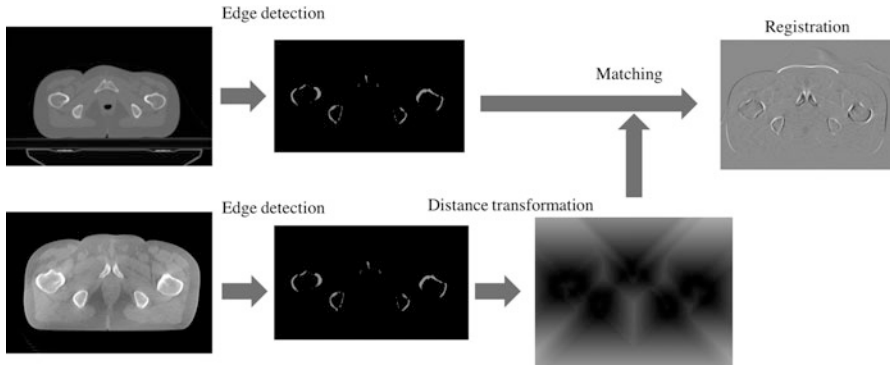 Edge detection
Registration
Matching
Edge detection
Distance transformation